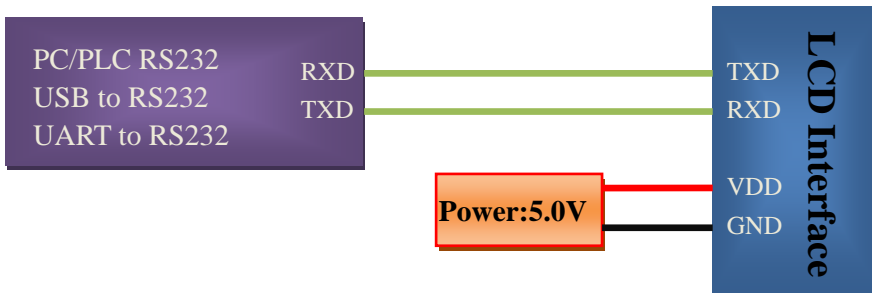 PC/PLC RS232
USB to RS232
UART to RS232
RXD
TXD
TXD
RXD
Power:5.0V
VDD
GND
LCD Interface